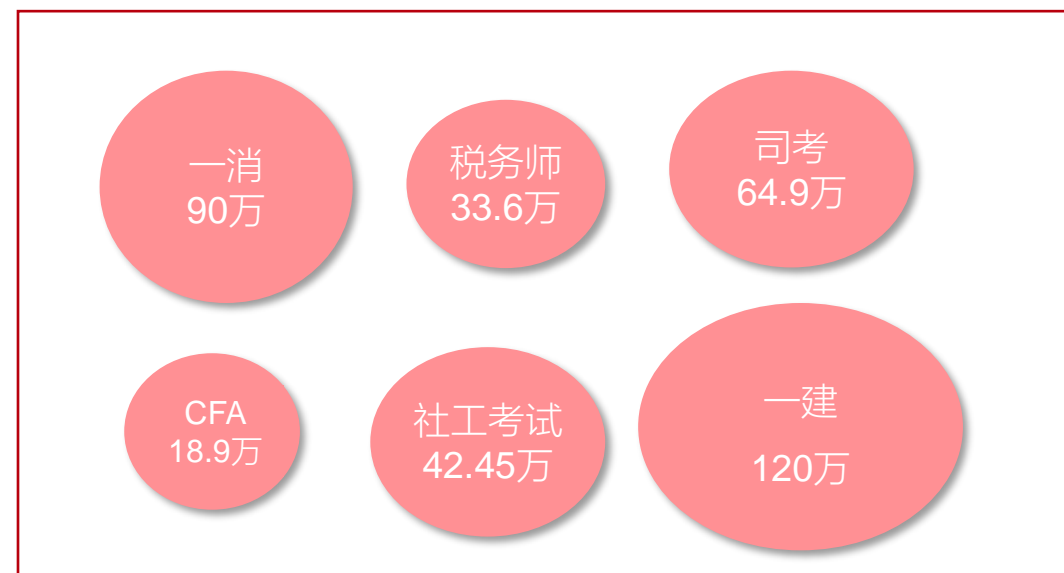 一消
90万
税务师
33.6万
司考
64.9万
CFA
18.9万
社工考试
42.45万
一建
120万